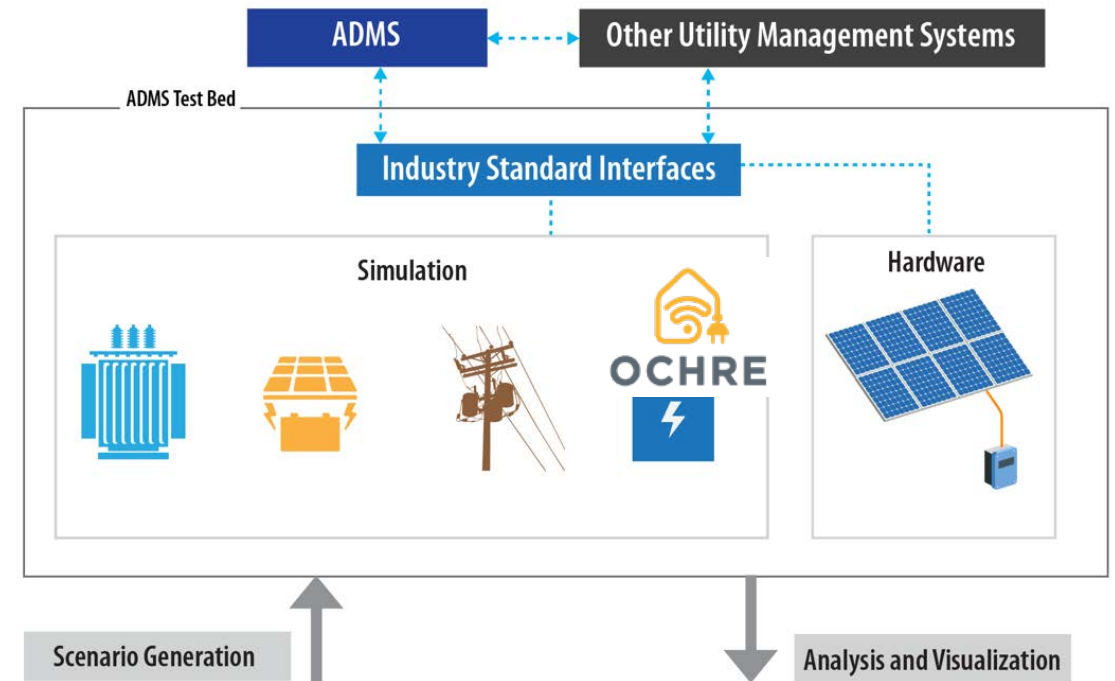 ADMS
Other Utility Management Systems
ADMS Test Bed
Industry Standard Interfaces
Simulation
Hardware
OCHRE
Scenario Generation
Analysis and Visualization